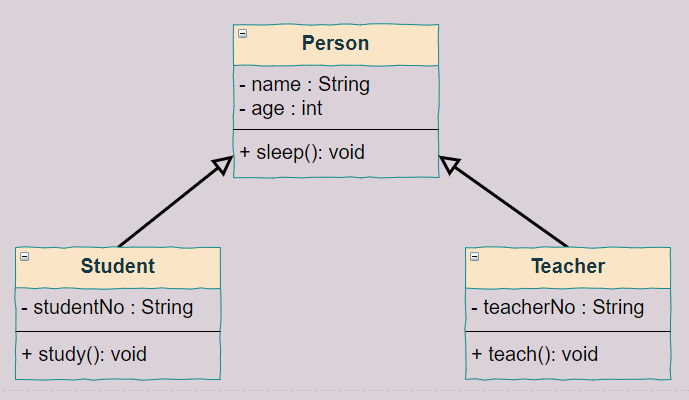 Person
- name : String
- age : int
+ sleep(): void
Student
- studentNo : String
+ study(): void
Teacher
- teacherNo : String
+ teach(): void